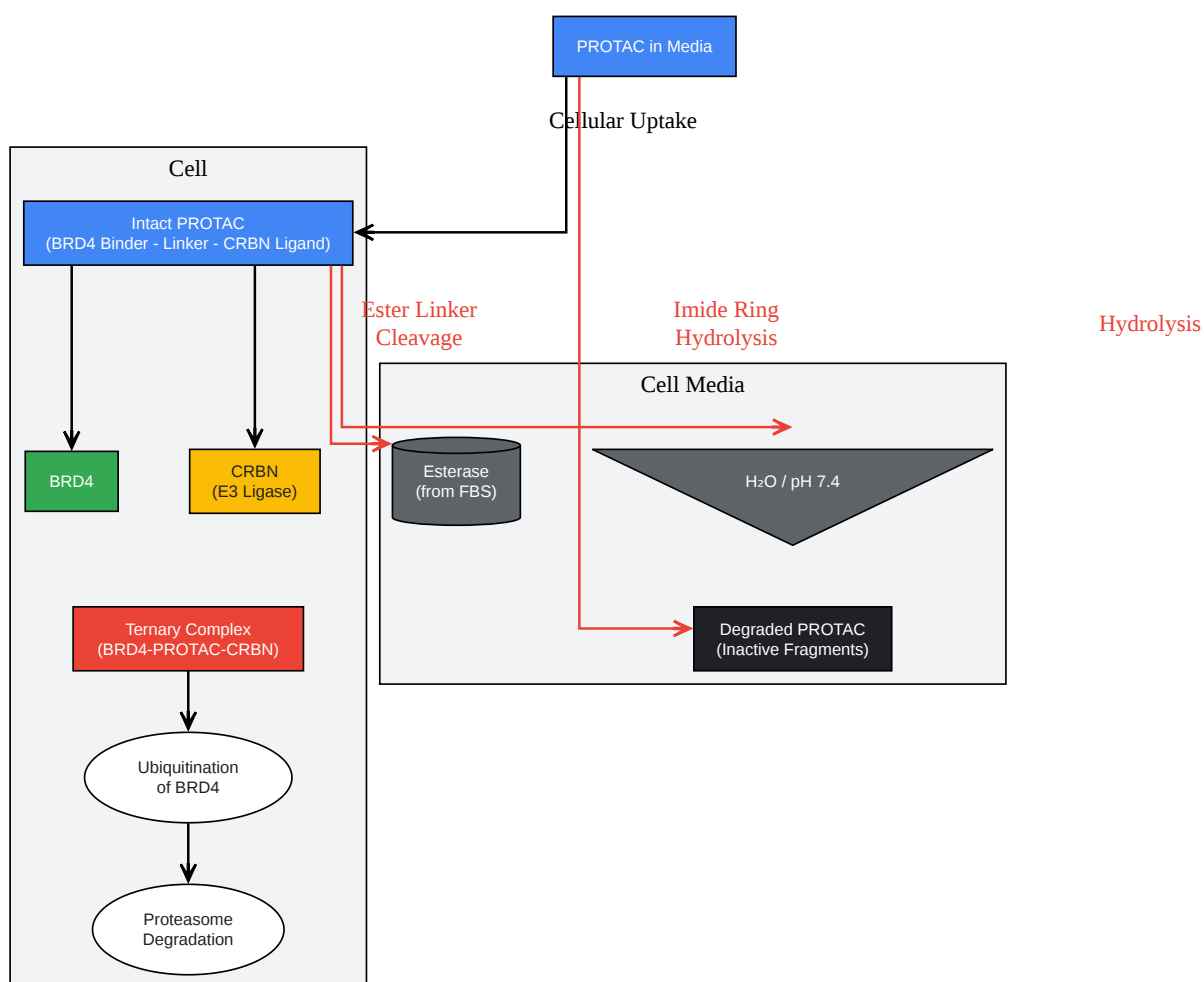 PROTAC in Media
Cellular Uptake
Cell
Intact PROTAC
(BRD4 Binder - Linker - CRBN Ligand)
Ester Linker
Cleavage
Imide Ring
Hydrolysis
Hydrolysis
Cell Media
BRD4
CRBN
(E3 Ligase)
Esterase
(from FBS)
H₂O / pH 7.4
Ternary Complex
(BRD4-PROTAC-CRBN)
Degraded PROTAC
(Inactive Fragments)
Ubiquitination
of BRD4
Proteasome
Degradation